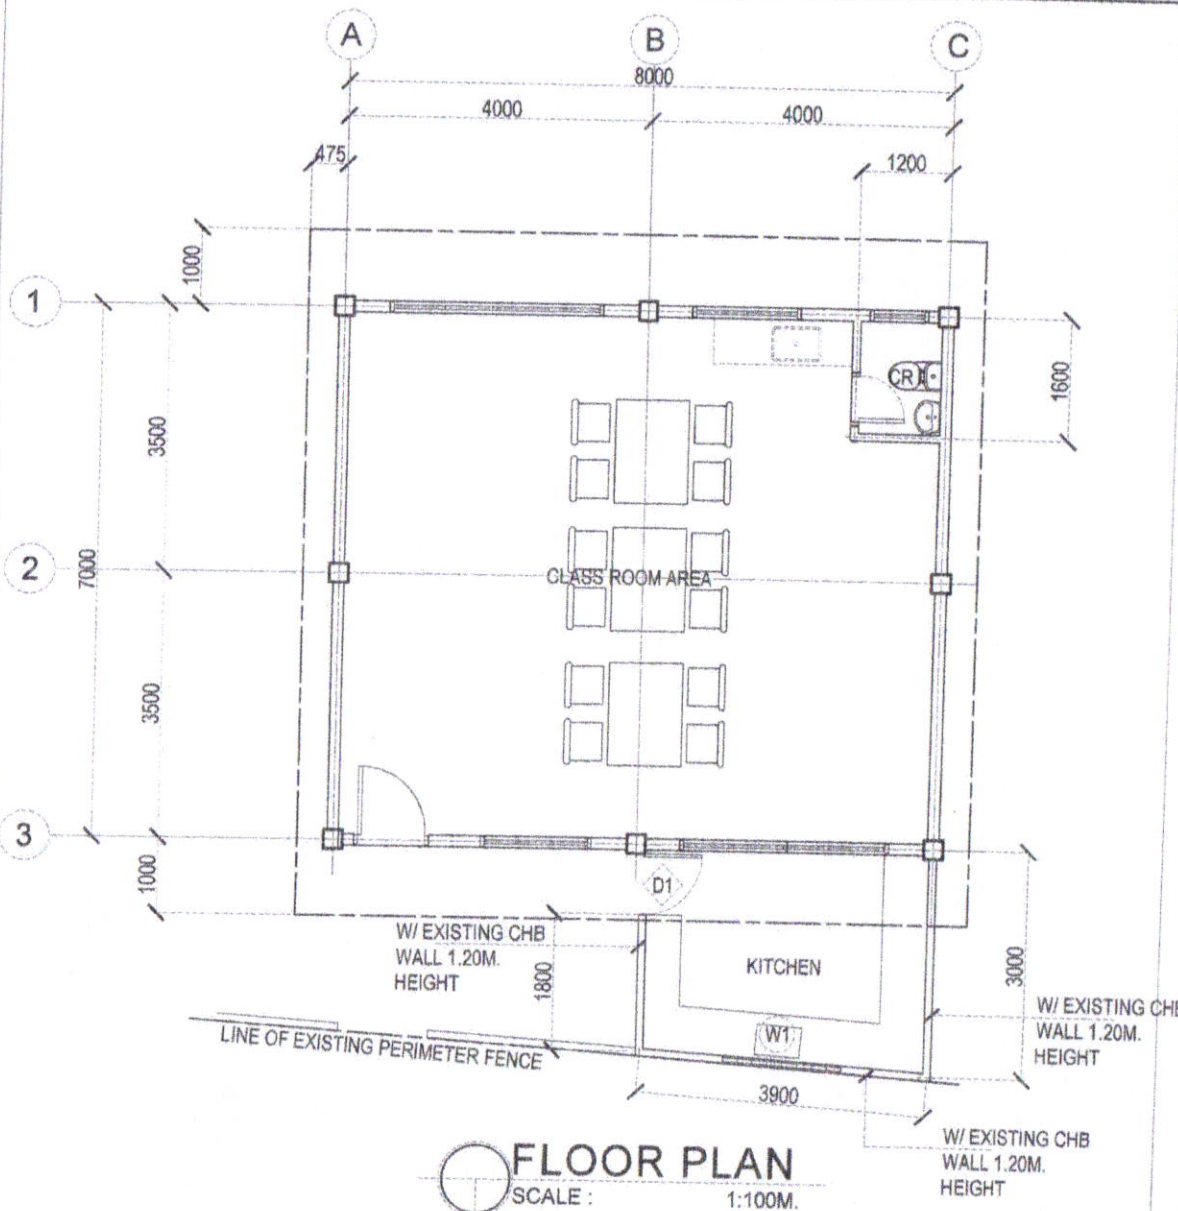 A
B
C
8000
4000
4000
475
1200
1000
1
CR
1600
3500
7000
2
CLASS ROOM AREA
3500
3
1000
D1
W/ EXISTING CHB
WALL 1.20M.
HEIGHT
1800
KITCHEN
3000
W/ EXISTING CHB
WALL 1.20M.
HEIGHT
W1
LINE OF EXISTING PERIMETER FENCE
3900
W/ EXISTING CHB
WALL 1.20M.
HEIGHT
FLOOR PLAN
SCALE : 1:100M.